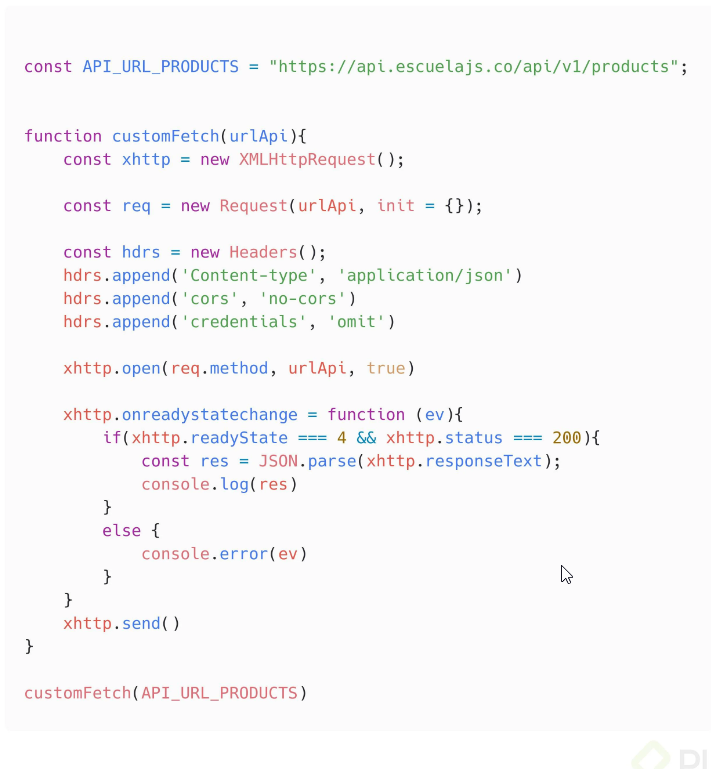 const API_URL_PRODUCTS = "https://api.escuelajs.co/api/v1/products";
function customFetch(urlApi){
    const xhttp = new XMLHttpRequest();
    const req = new Request(urlApi, init = {});
    const hdrs = new Headers();
    hdrs.append('Content-type', 'application/json')
    hdrs.append('cors', 'no-cors')
    hdrs.append('credentials', 'omit')
    xhttp.open(req.method, urlApi, true)
    xhttp.onreadystatechange = function (ev){
        if(xhttp.readyState === 4 && xhttp.status === 200){
            const res = JSON.parse(xhttp.responseText);
            console.log(res)
        }
        else {
            console.error(ev)
        }
    }
    xhttp.send()
}
customFetch(API_URL_PRODUCTS)